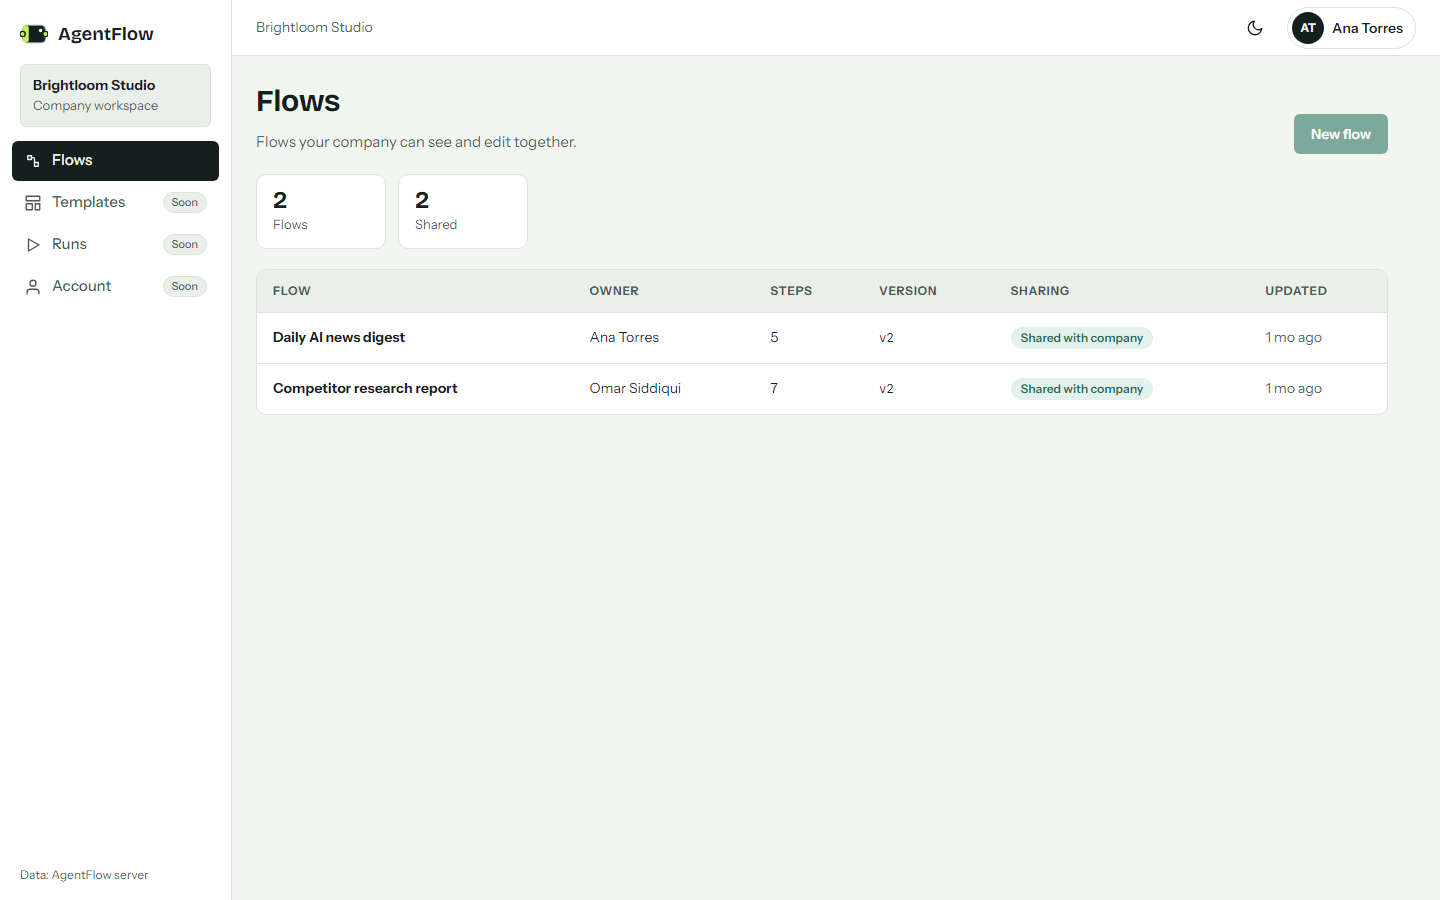 AgentFlow
Brightloom Studio
Company workspace
Flows
Templates Soon
Runs Soon
Account Soon
Data: AgentFlow server
Brightloom Studio
AT Ana Torres
Flows
Flows your company can see and edit together.
New flow
2
Flows
2
Shared
FLOW OWNER STEPS VERSION SHARING UPDATED
Daily AI news digest Ana Torres 5 v2 Shared with company 1 mo ago
Competitor research report Omar Siddiqui 7 v2 Shared with company 1 mo ago